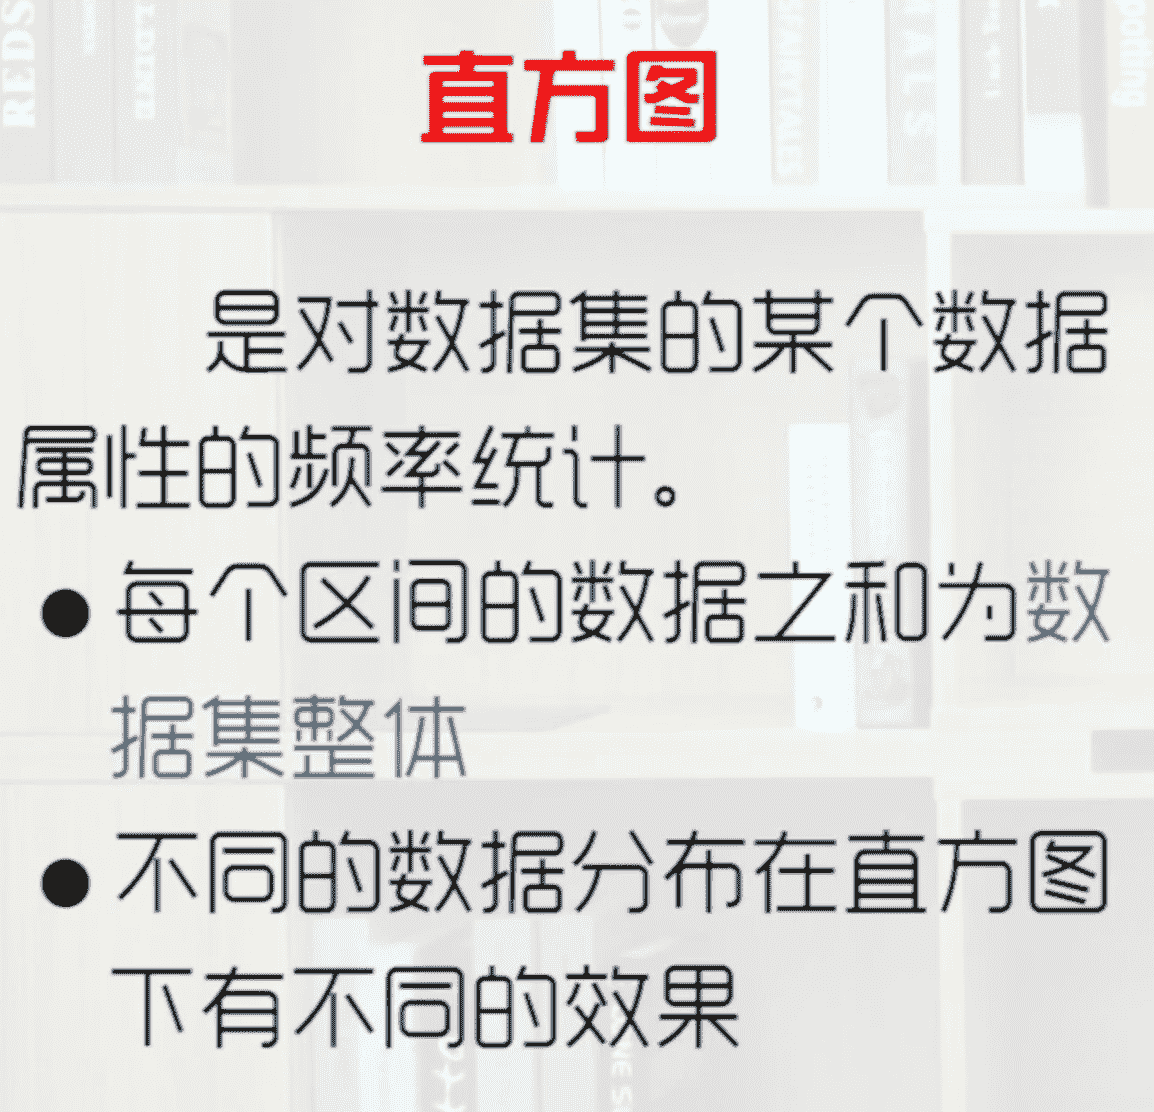 直方图
是对数据集的某个数据
属性的频率统计。
●每个区间的数据之和为数
据集整体
●不同的数据分布在直方图
下有不同的效果